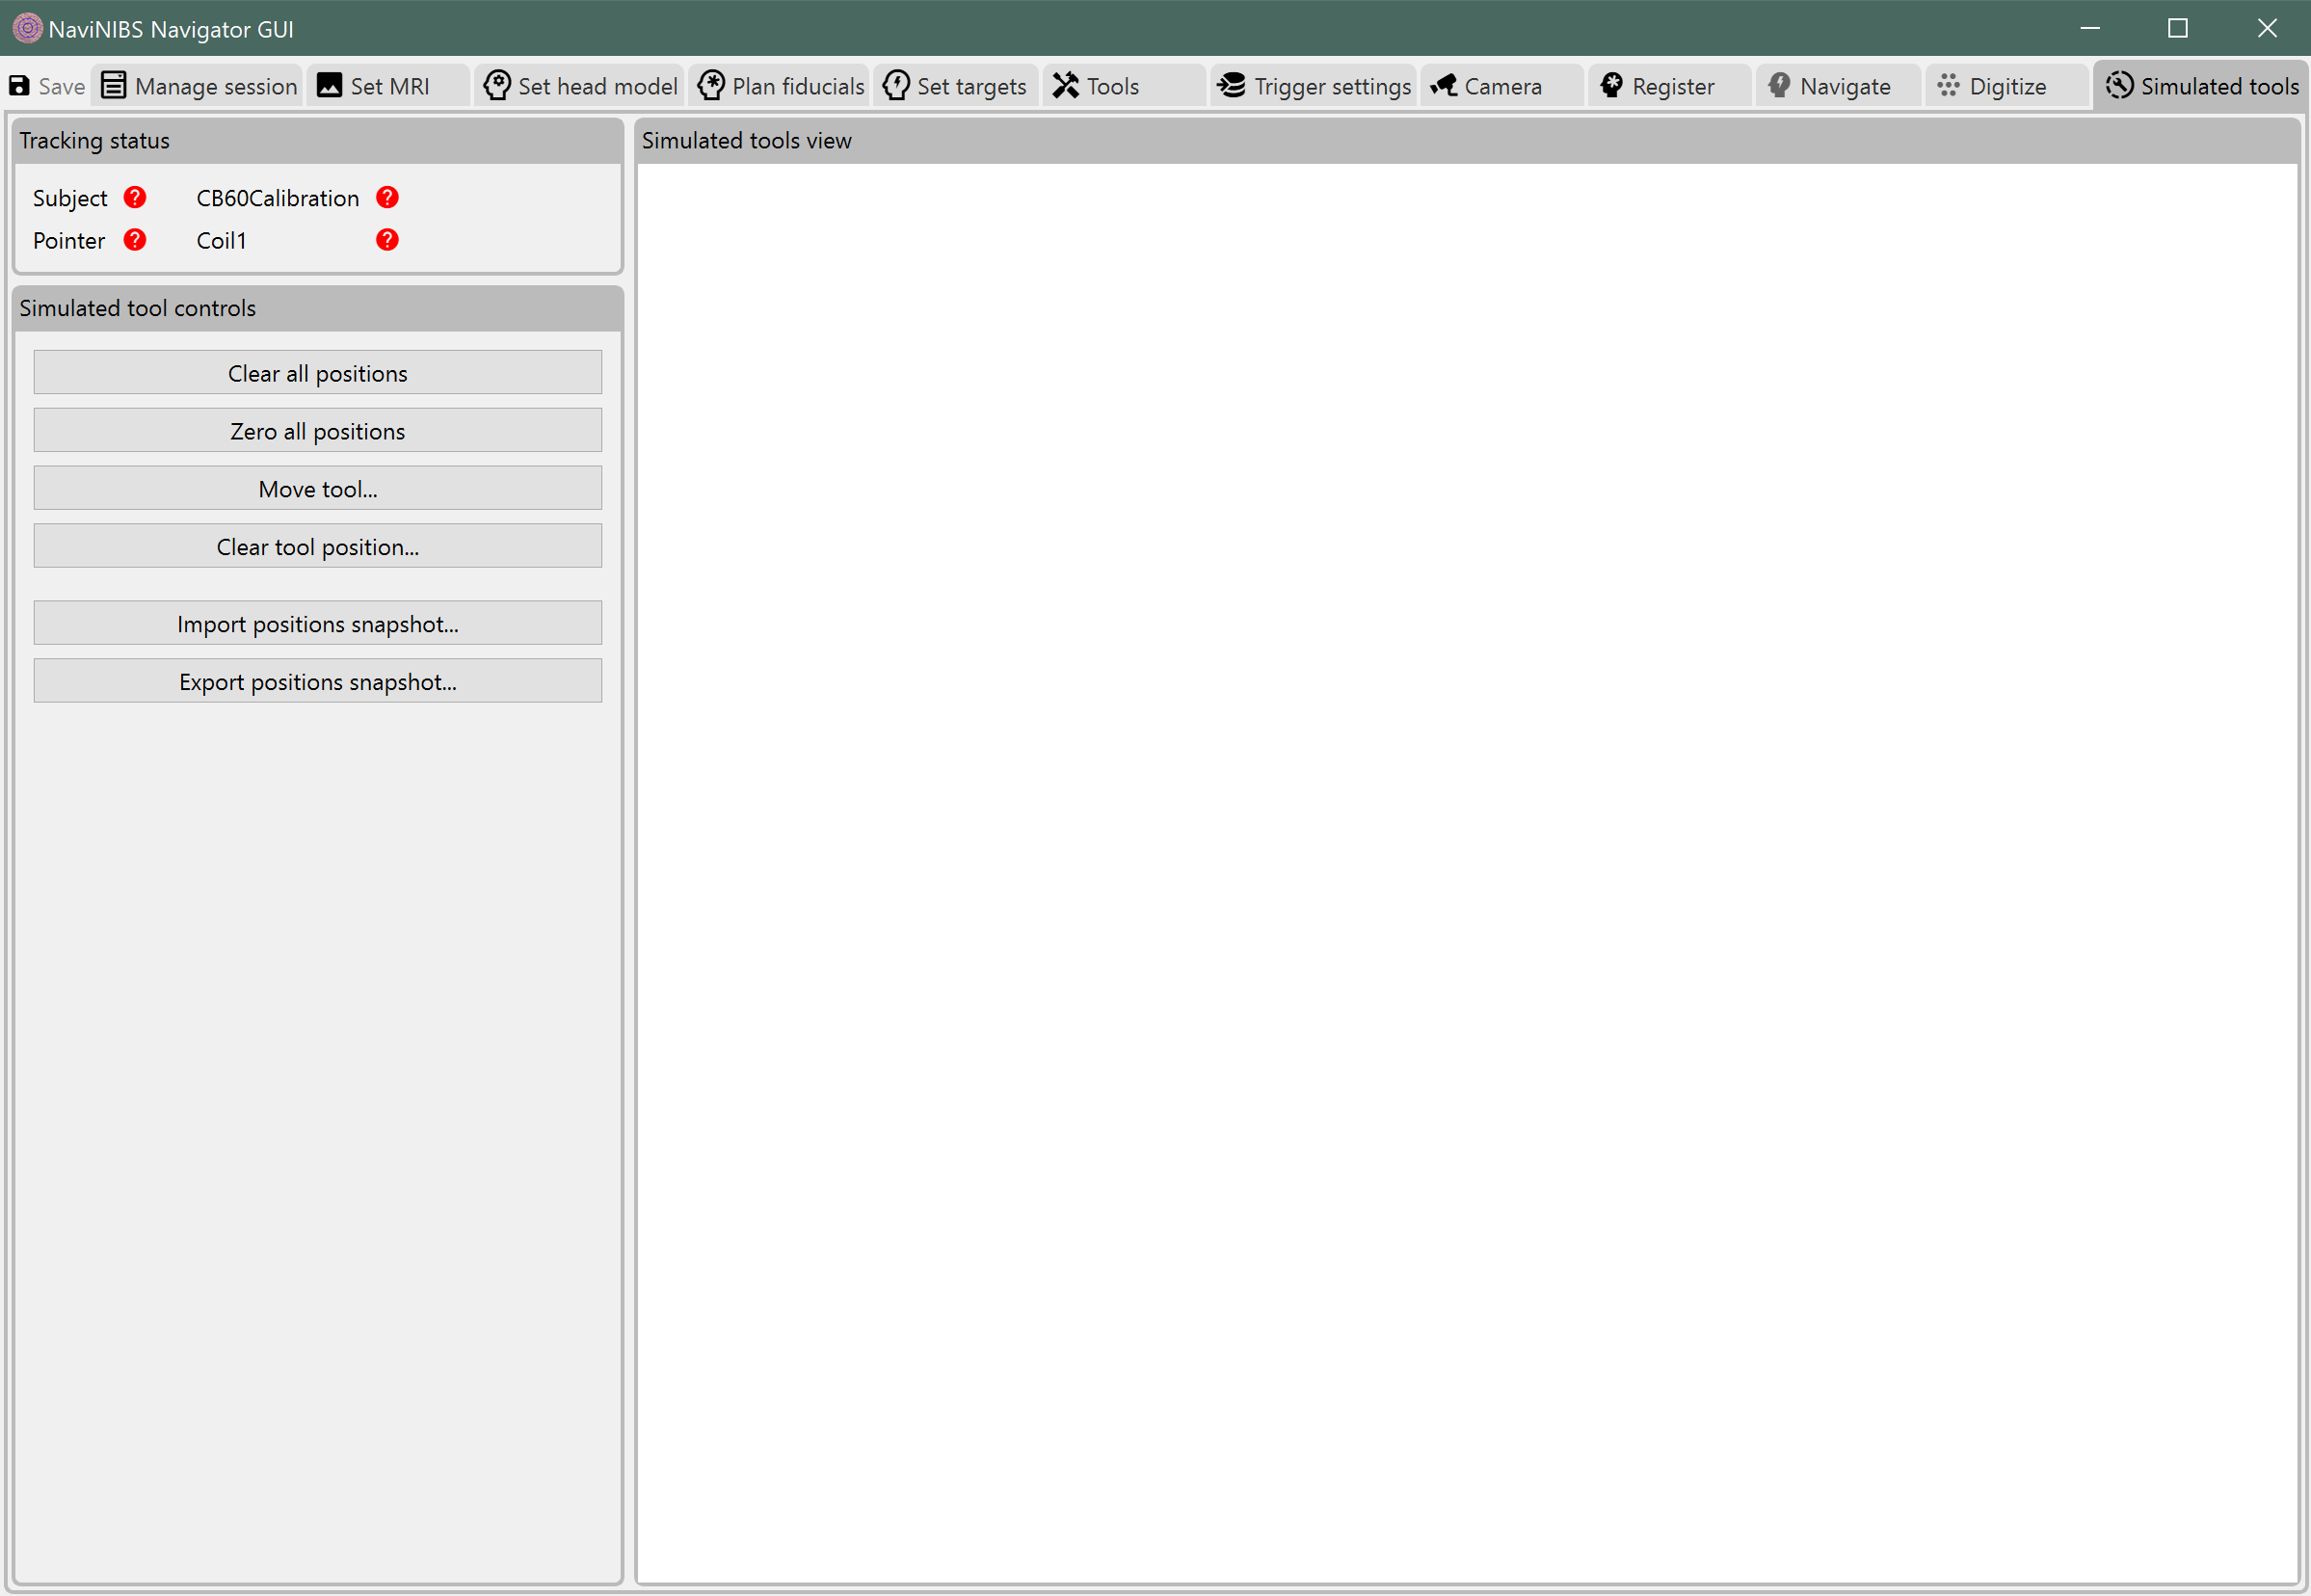 NaviNIBS Navigator GUI
Save Manage session Set MRI Set head model Plan fiducials Set targets Tools Trigger settings Camera Register Navigate Digitize Simulated tools
Tracking status
Subject ? CB60Calibration ?
Pointer ? Coil1 ?
Simulated tool controls
Clear all positions
Zero all positions
Move tool...
Clear tool position...
Import positions snapshot...
Export positions snapshot...
Simulated tools view